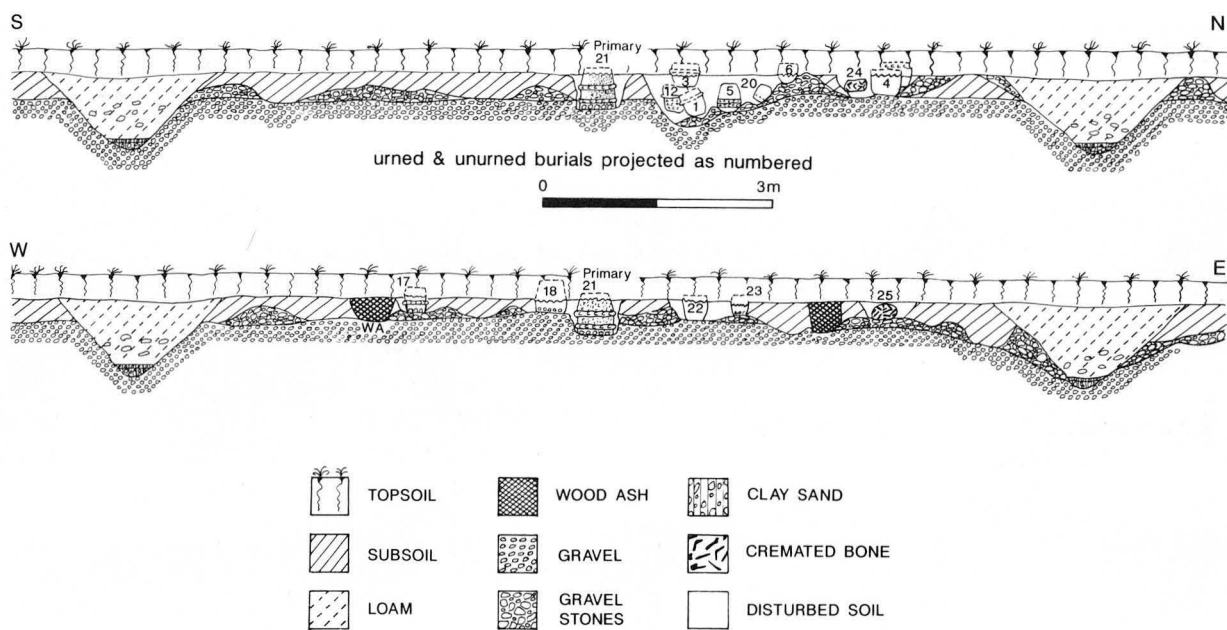 S
N
Primary
21
3
12
1
5
20
6
24
4
urned & unurned burials projected as numbered
0
3m
W
E
Primary
21
17
18
22
23
25
WA
TOPSOIL
WOOD ASH
CLAY SAND
SUBSOIL
GRAVEL
CREMATED BONE
LOAM
GRAVEL
STONES
DISTURBED SOIL